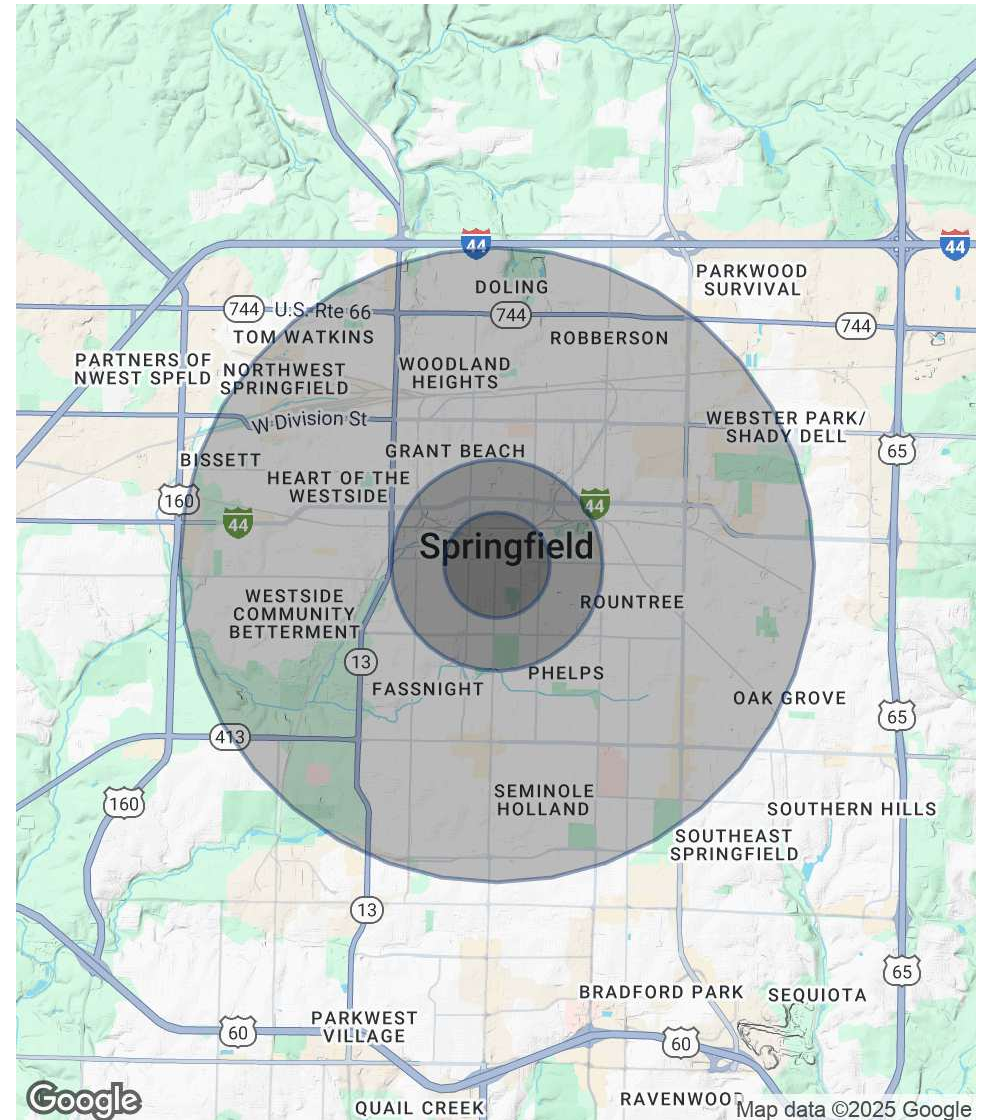 44
44
DOLING
PARKWOOD
SURVIVAL
744
U.S. Rte 66
744
744
TOM WATKINS
ROBBERSON
PARTNERS OF
NWEST SPFLD
NORTHWEST
SPRINGFIELD
WOODLAND
HEIGHTS
W Division St
WEBSTER PARK/
SHADY DELL
65
BISSETT
GRANT BEACH
HEART OF THE
WESTSIDE
160
44
44
Springfield
WESTSIDE
COMMUNITY
BETTERMENT
ROUNTREE
13
FASSNIGHT
PHELPS
OAK GROVE
65
413
160
SEMINOLE
HOLLAND
SOUTHERN HILLS
SOUTHEAST
SPRINGFIELD
13
65
BRADFORD PARK
SEQUIOTA
60
PARKWEST
VILLAGE
60
Google
QUAIL CREEK
RAVENWOOD
Map data ©2025 Google